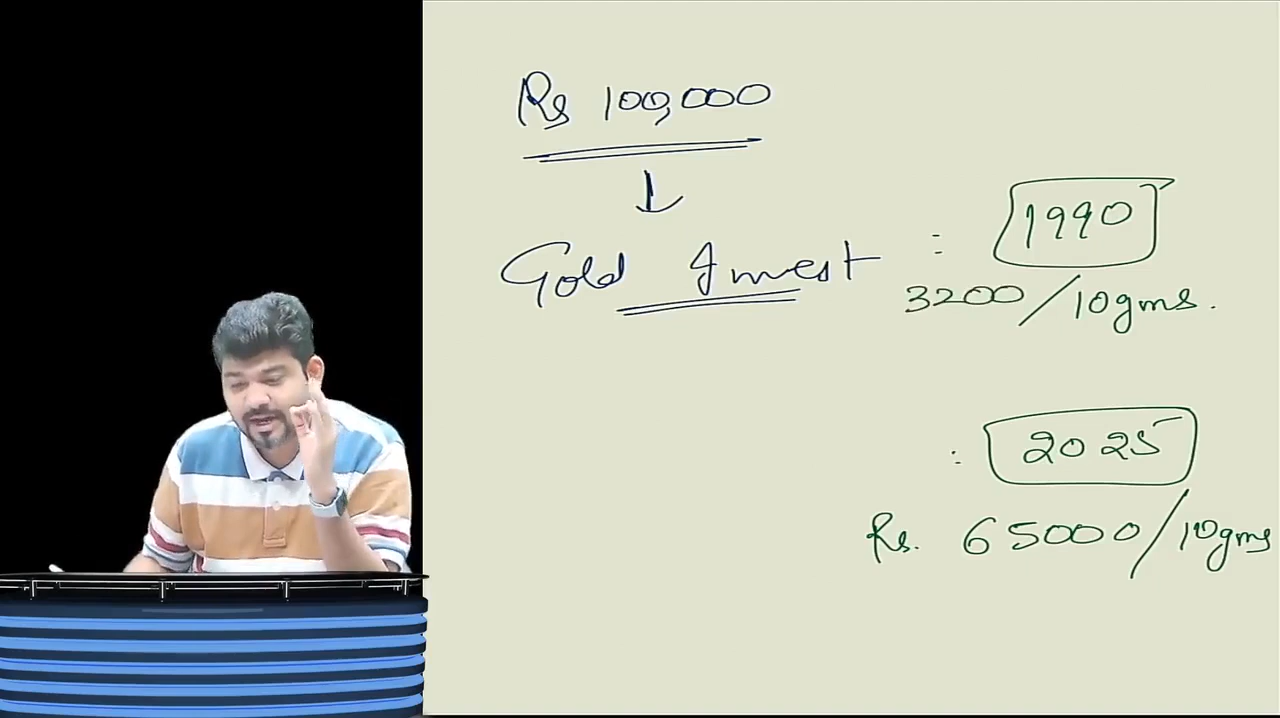 Rs 100,000
↓
Gold Invest
: 1990
3200/10gms.
: 2025
Rs. 65000/10gms